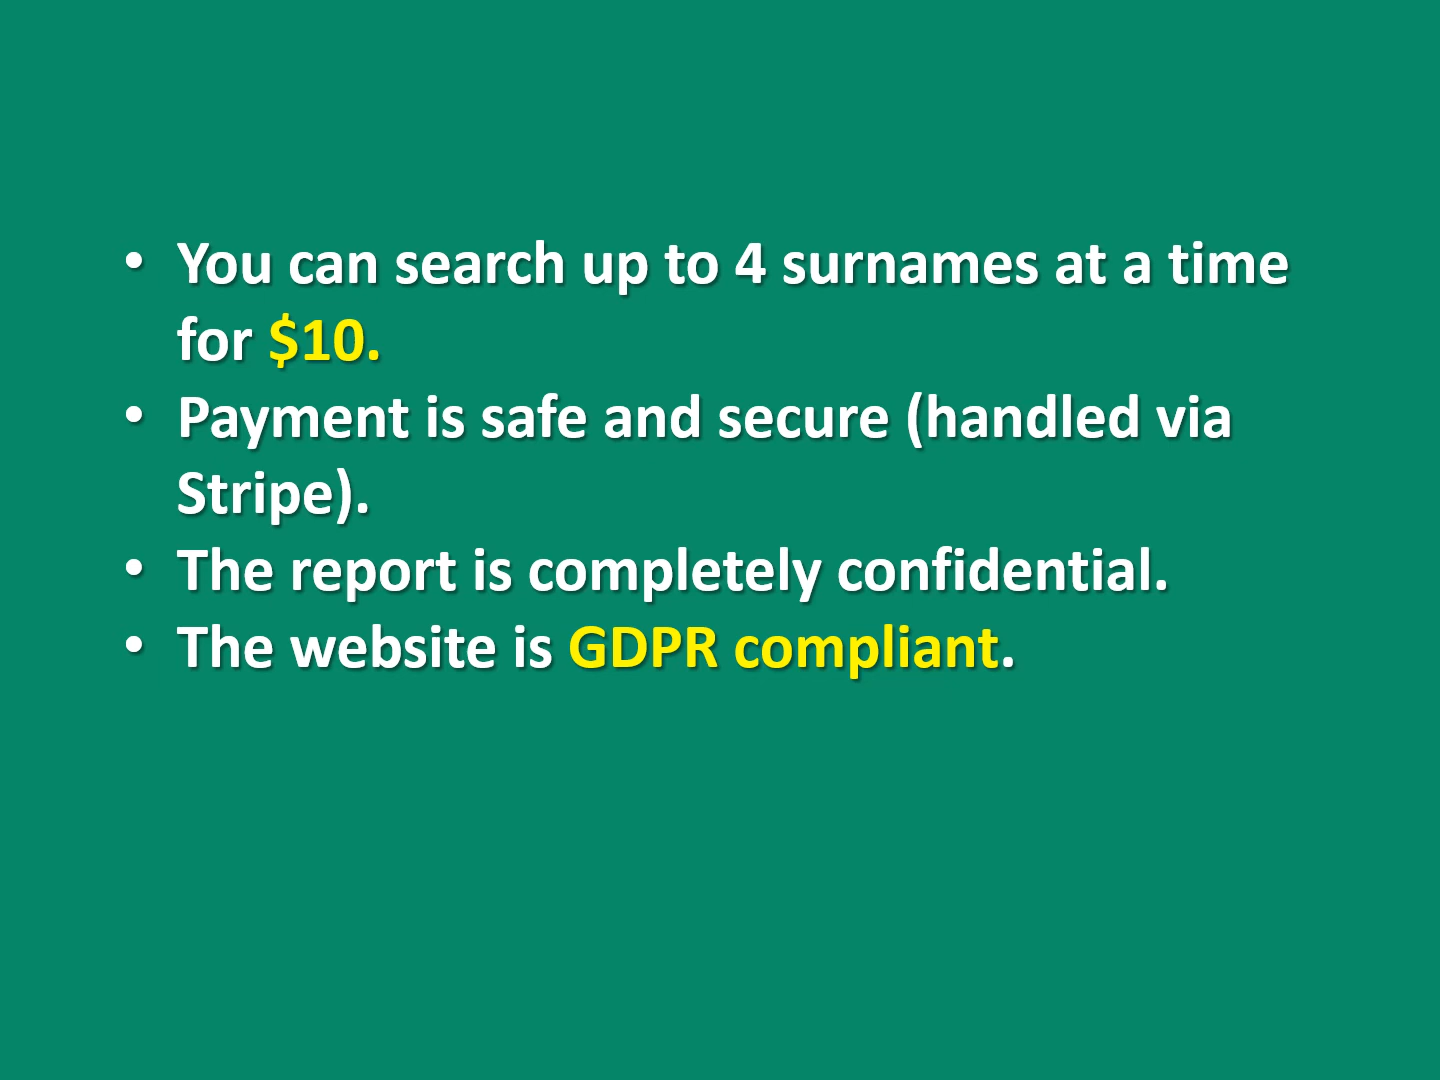 • You can search up to 4 surnames at a time
for $10.
• Payment is safe and secure (handled via
Stripe).
• The report is completely confidential.
• The website is GDPR compliant.